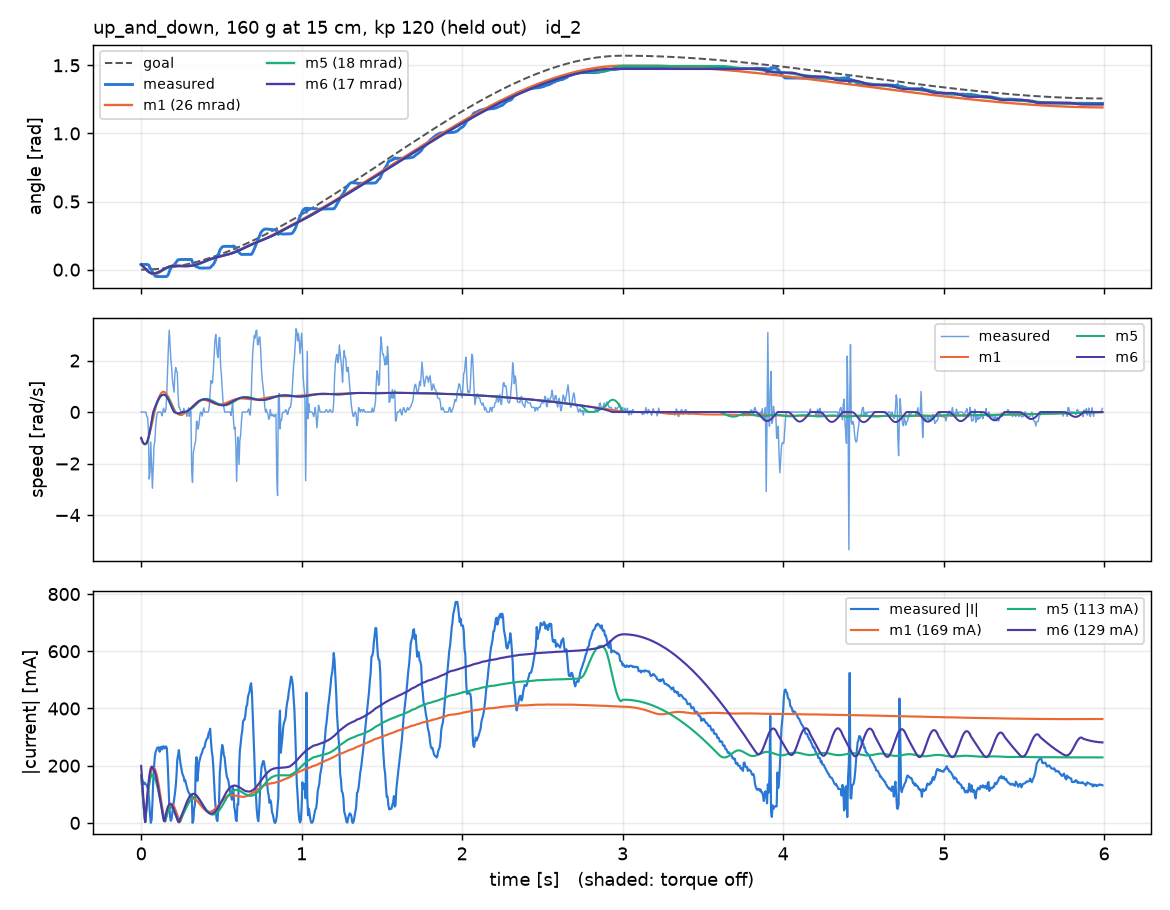 up_and_down, 160 g at 15 cm, kp 120 (held out)   id_2
goal
measured
m1 (26 mrad)
m5 (18 mrad)
m6 (17 mrad)
angle [rad]
1.5
1.0
0.5
0.0
measured
m1
m5
m6
speed [rad/s]
2
0
−2
−4
measured |I|
m1 (169 mA)
m5 (113 mA)
m6 (129 mA)
|current| [mA]
800
600
400
200
0
0 1 2 3 4 5 6
time [s]   (shaded: torque off)